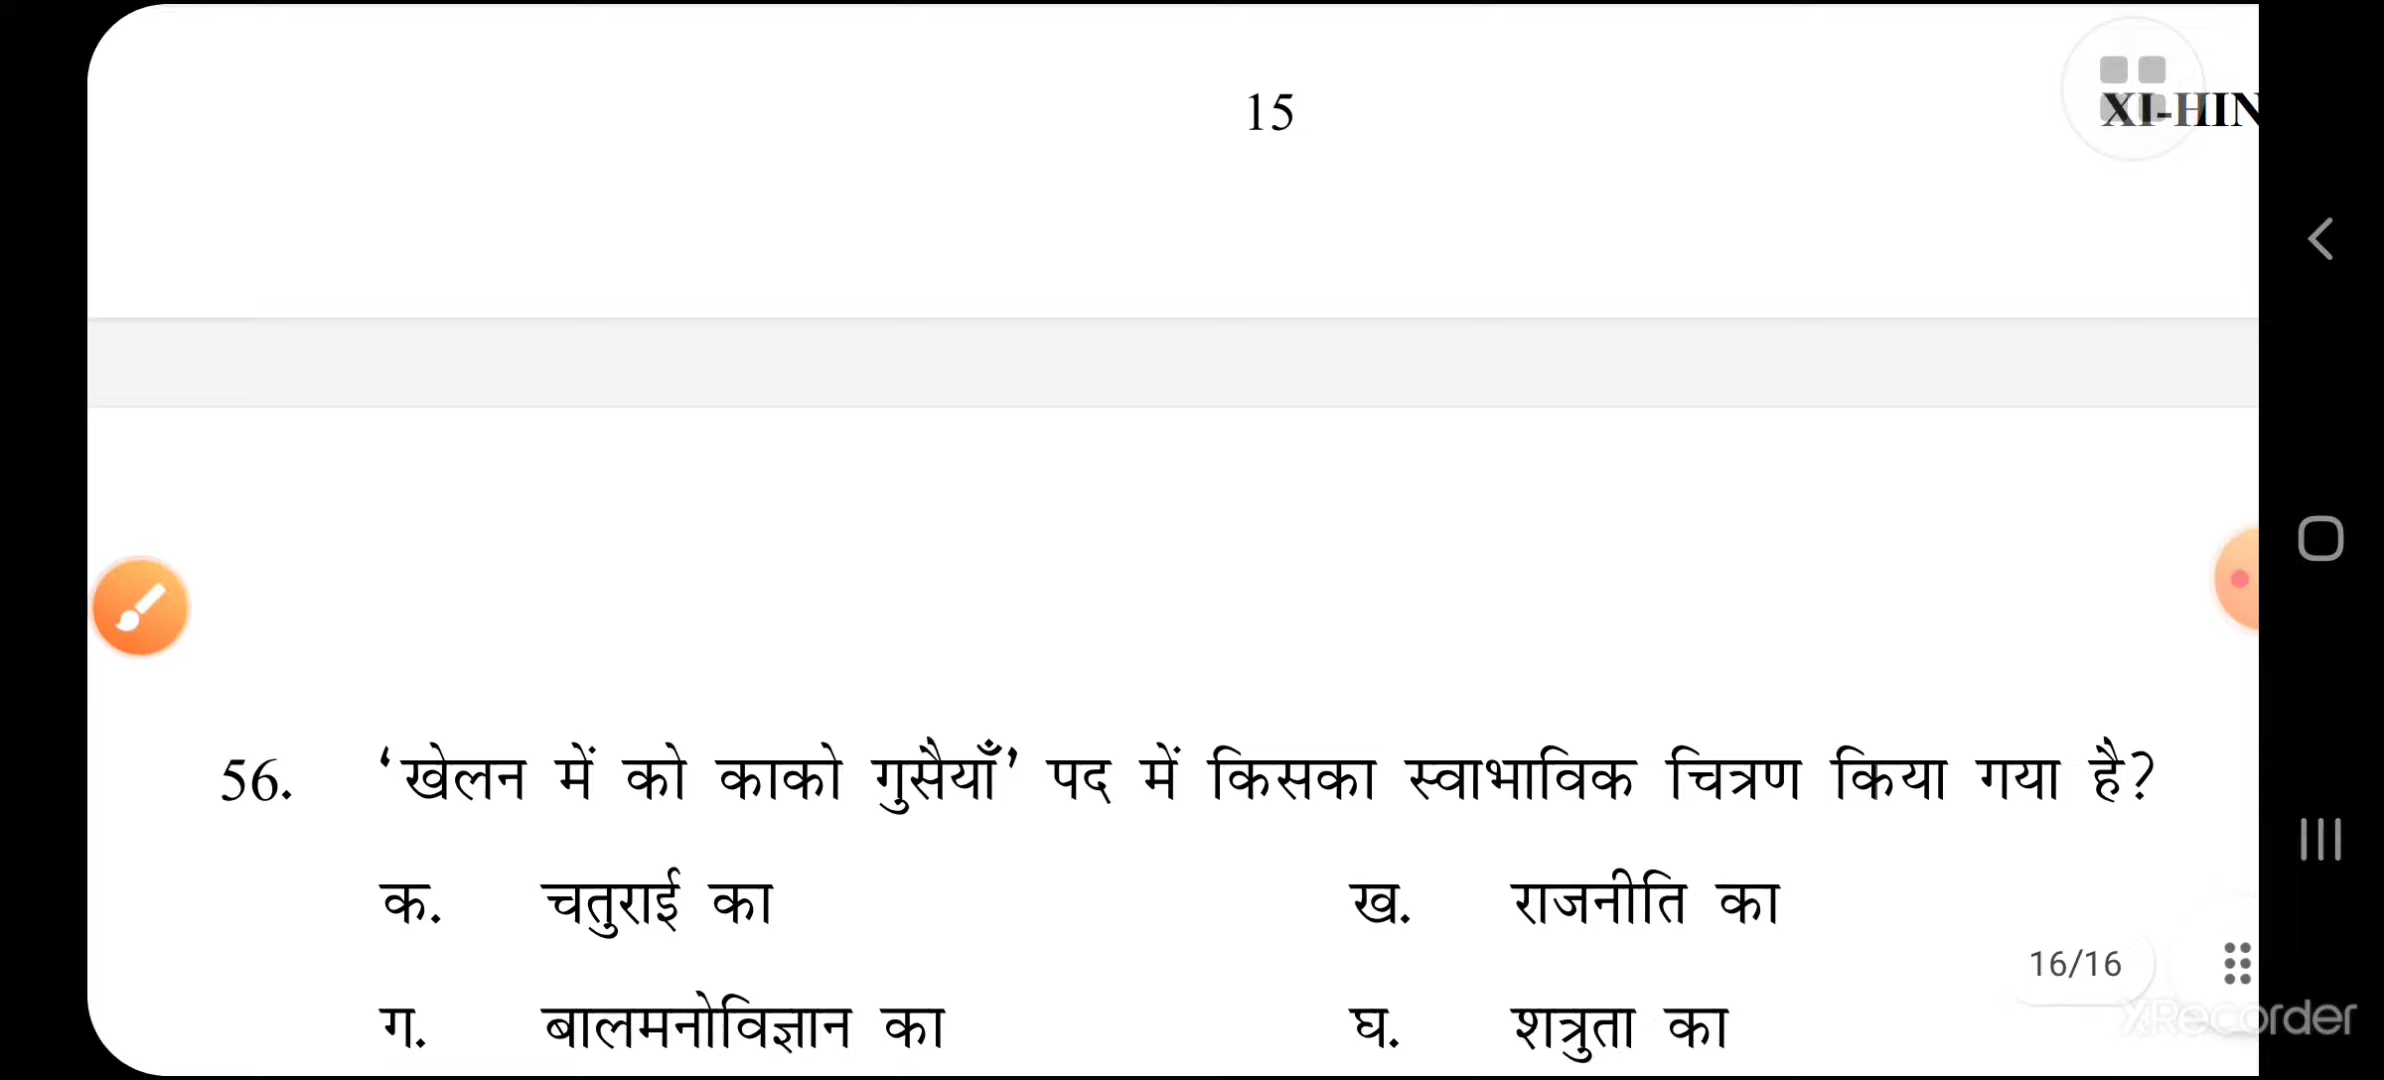 15
XI-HIN
56. ‘खेलन में को काको गुसैयाँ’ पद में किसका स्वाभाविक चित्रण किया गया है?
क. चतुराई का ख. राजनीति का
16/16
ग. बालमनोविज्ञान का घ. शत्रुता का
XRecorder